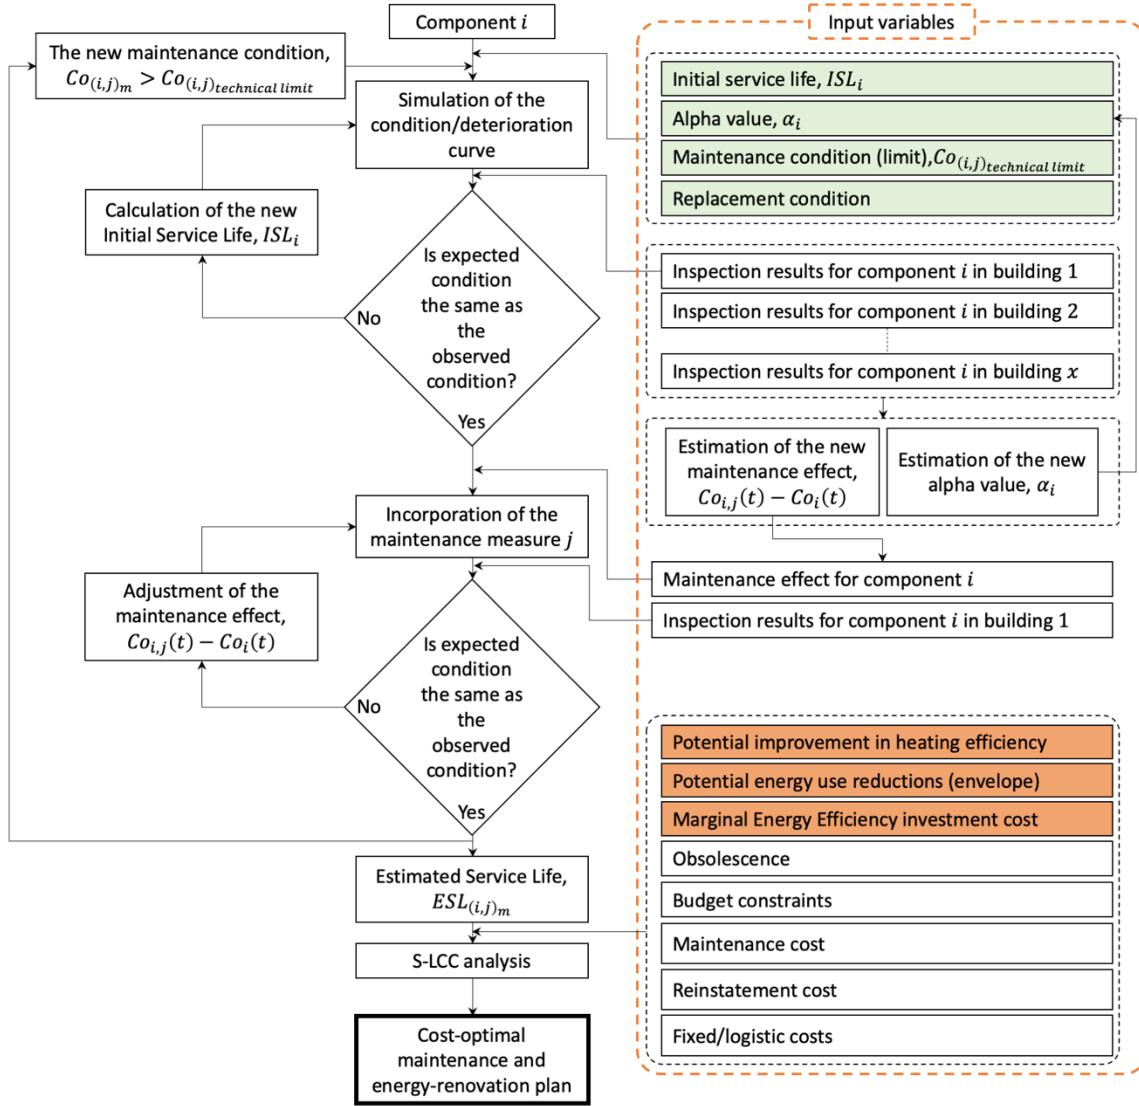 Component i
The new maintenance condition,
Co(i,j)m > Co(i,j)technical limit
Simulation of the
condition/deterioration
curve
Calculation of the new
Initial Service Life, ISLi
Is expected
condition
the same as
the
observed
condition?
No
Yes
Incorporation of the
maintenance measure j
Adjustment of the
maintenance effect,
Coi,j(t) − Coi(t)
Is expected
condition
the same as
the
observed
condition?
No
Yes
Estimated Service Life,
ESL(i,j)m
S-LCC analysis
Cost-optimal
maintenance and
energy-renovation plan
Input variables
Initial service life, ISLi
Alpha value, αi
Maintenance condition (limit),Co(i,j)technical limit
Replacement condition
Inspection results for component i in building 1
Inspection results for component i in building 2
Inspection results for component i in building x
Estimation of the new
maintenance effect,
Coi,j(t) − Coi(t)
Estimation of the new
alpha value, αi
Maintenance effect for component i
Inspection results for component i in building 1
Potential improvement in heating efficiency
Potential energy use reductions (envelope)
Marginal Energy Efficiency investment cost
Obsolescence
Budget constraints
Maintenance cost
Reinstatement cost
Fixed/logistic costs